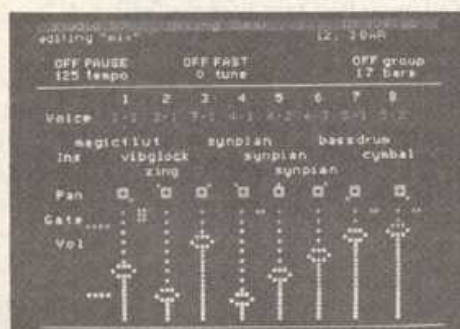 editing "mix"
OFF PAUSE OFF FAST OFF group
125 tempo 0 tune 17 bars
1 2 3 4 5 6 7 8
Voice
magicflut synpian bassdrum
Ins vibglock synpian cymbal
zing synpian
Pan
Gate
Vol